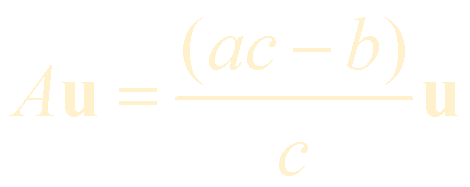 Au = (ac − b)/c u